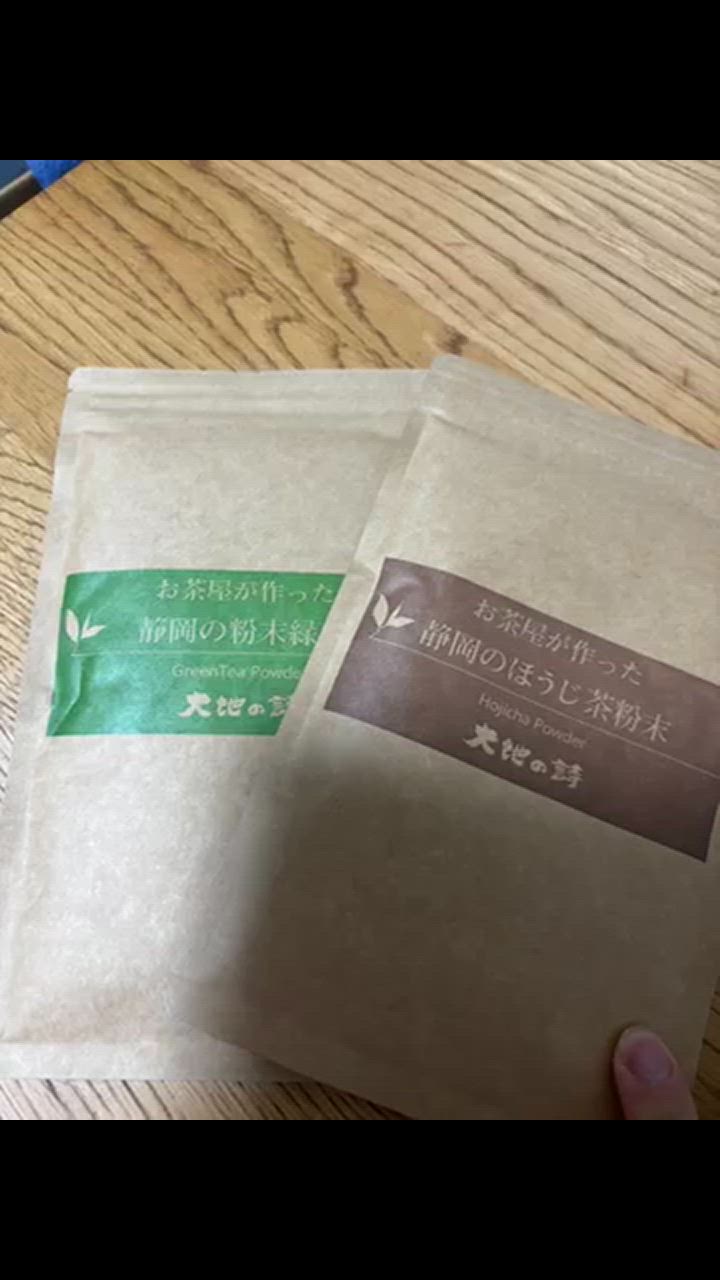 お茶屋が作った
静岡の粉末緑
GreenTea Powde
大地の詩
お茶屋が作った
静岡のほうじ茶粉末
Hojicha Powder
大地の詩